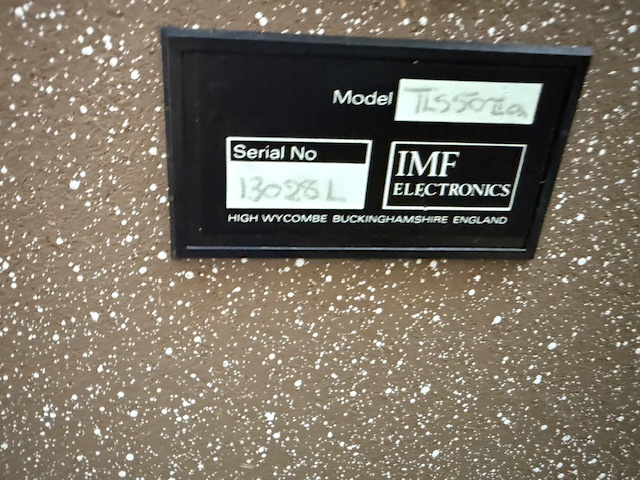 Model TLS50IIa
Serial No
13028L
IMF
ELECTRONICS
HIGH WYCOMBE BUCKINGHAMSHIRE ENGLAND